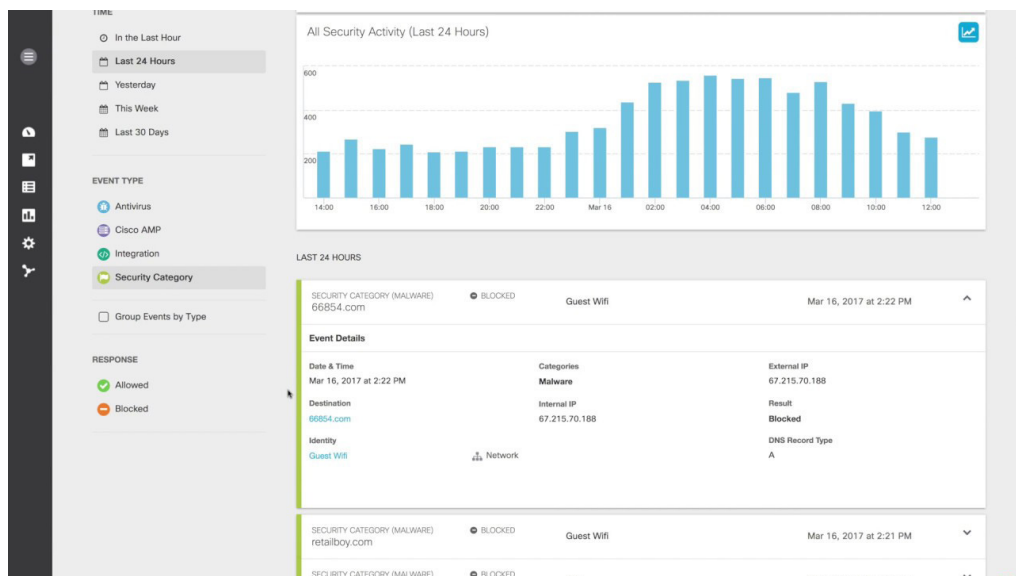 TIME
In the Last Hour
Last 24 Hours
Yesterday
This Week
Last 30 Days
EVENT TYPE
Antivirus
Cisco AMP
Integration
Security Category
Group Events by Type
RESPONSE
Allowed
Blocked
All Security Activity (Last 24 Hours)
600
400
200
14:00 16:00 18:00 20:00 22:00 Mar 16 02:00 04:00 06:00 08:00 10:00 12:00
LAST 24 HOURS
SECURITY CATEGORY (MALWARE) BLOCKED Guest Wifi Mar 16, 2017 at 2:22 PM
66854.com
Event Details
Date & Time Categories External IP
Mar 16, 2017 at 2:22 PM Malware 67.215.70.188
Destination Internal IP Result
66854.com 67.215.70.188 Blocked
Identity DNS Record Type
Guest Wifi Network A
SECURITY CATEGORY (MALWARE) BLOCKED Guest Wifi Mar 16, 2017 at 2:21 PM
retailboy.com
SECURITY CATEGORY (MALWARE) BLOCKED